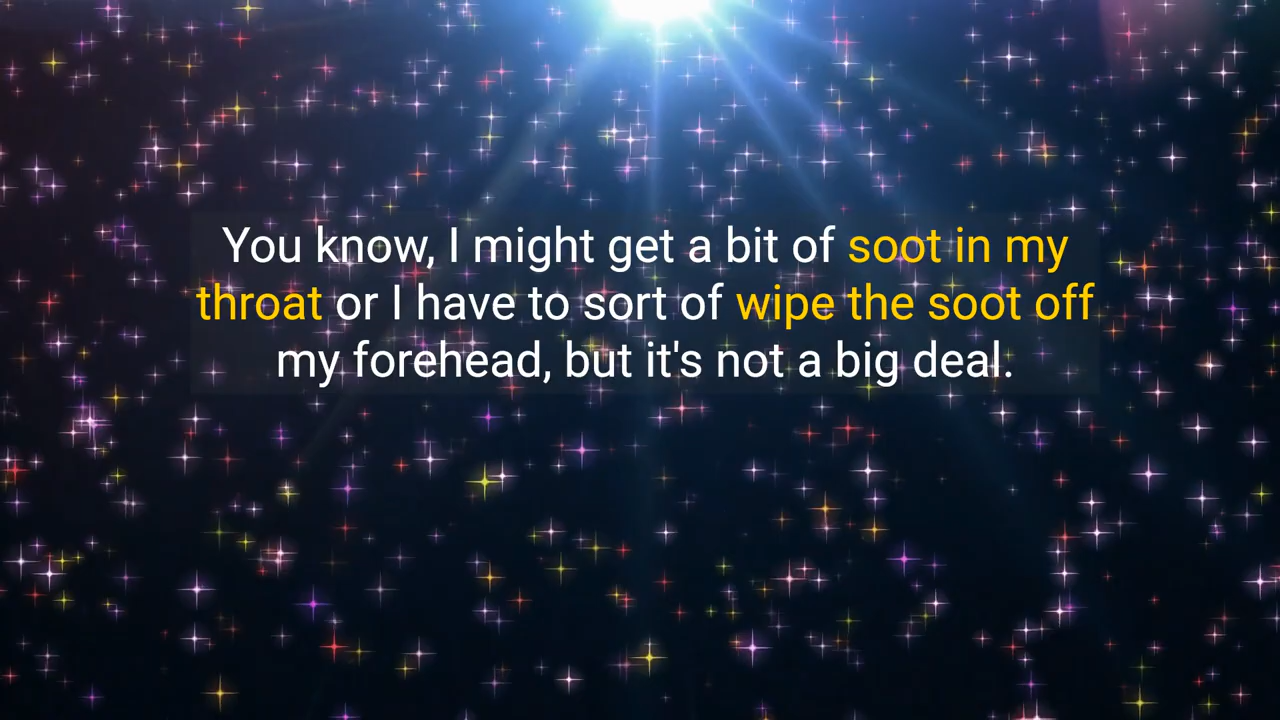 You know, I might get a bit of soot in my
throat or I have to sort of wipe the soot off
my forehead, but it's not a big deal.